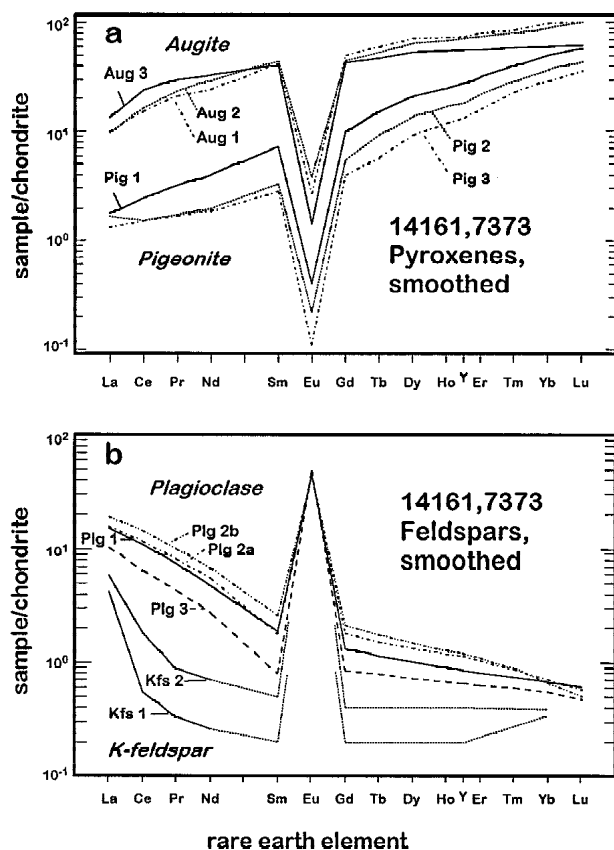 a
Augite
Aug 3
Aug 2
Aug 1
Pig 1
Pig 2
Pig 3
Pigeonite
14161,7373
Pyroxenes,
smoothed
sample/chondrite
10²
10¹
10⁰
10⁻¹
La Ce Pr Nd Sm Eu Gd Tb Dy Ho Y Er Tm Yb Lu
b
Plagioclase
Plg 1
Plg 2b
Plg 2a
Plg 3
Kfs 2
Kfs 1
K-feldspar
14161,7373
Feldspars,
smoothed
sample/chondrite
10²
10¹
10⁰
10⁻¹
La Ce Pr Nd Sm Eu Gd Tb Dy Ho Y Er Tm Yb Lu
rare earth element